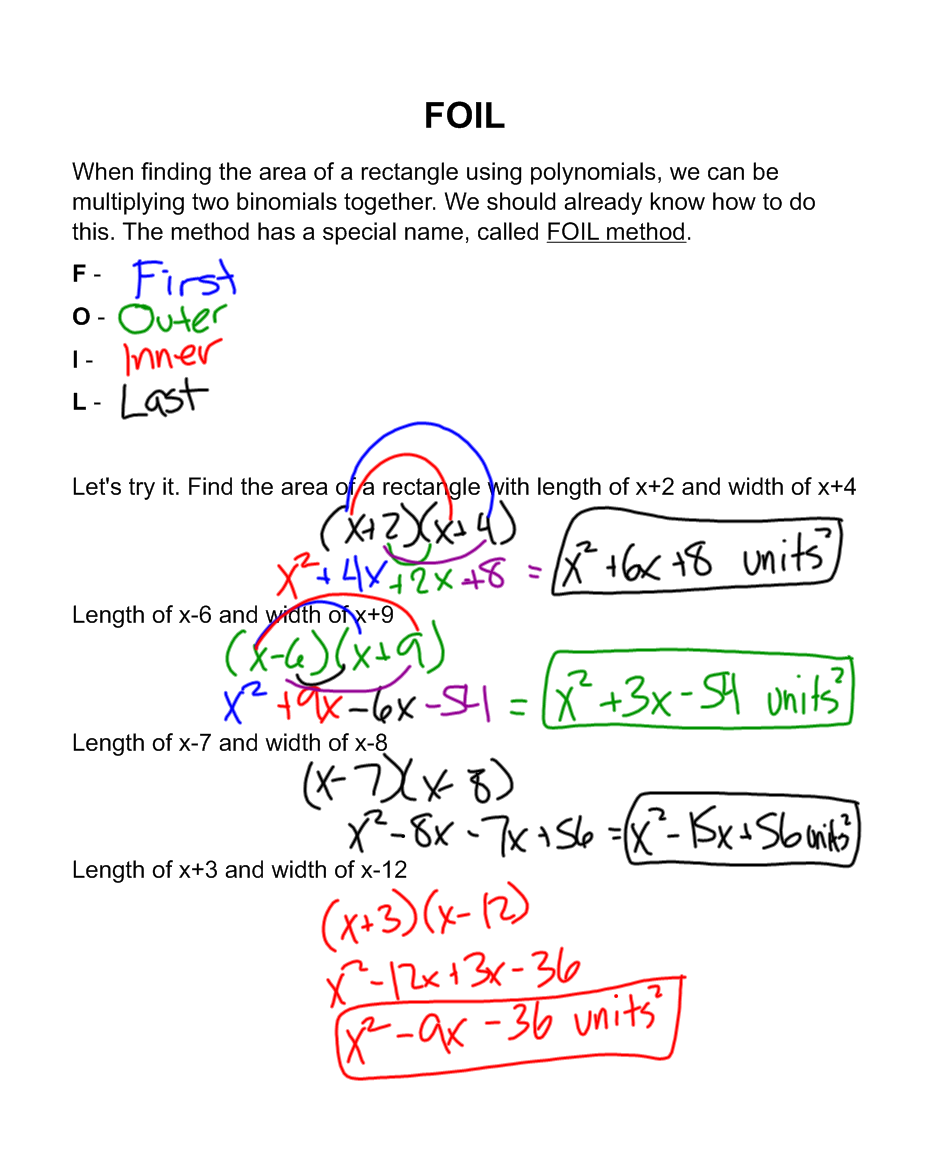 FOIL
When finding the area of a rectangle using polynomials, we can be
multiplying two binomials together. We should already know how to do
this. The method has a special name, called FOIL method.
F - First
O - Outer
I - Inner
L - Last
Let's try it. Find the area of a rectangle with length of x+2 and width of x+4
(x+2)(x+4)
x² + 4x + 2x + 8 = x² + 6x + 8 units²
Length of x-6 and width of x+9
(x-6)(x+9)
x² + 9x - 6x - 54 = x² + 3x - 54 units²
Length of x-7 and width of x-8
(x-7)(x-8)
x² - 8x - 7x + 56 = x² - 15x + 56 units²
Length of x+3 and width of x-12
(x+3)(x-12)
x² - 12x + 3x - 36
x² - 9x - 36 units²